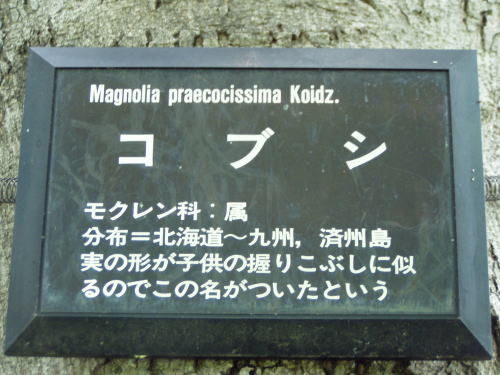 Magnolia praecocissima Koidz.
コブシ
モクレン科：属
分布＝北海道〜九州，済州島
実の形が子供の握りこぶしに似
るのでこの名がついたという